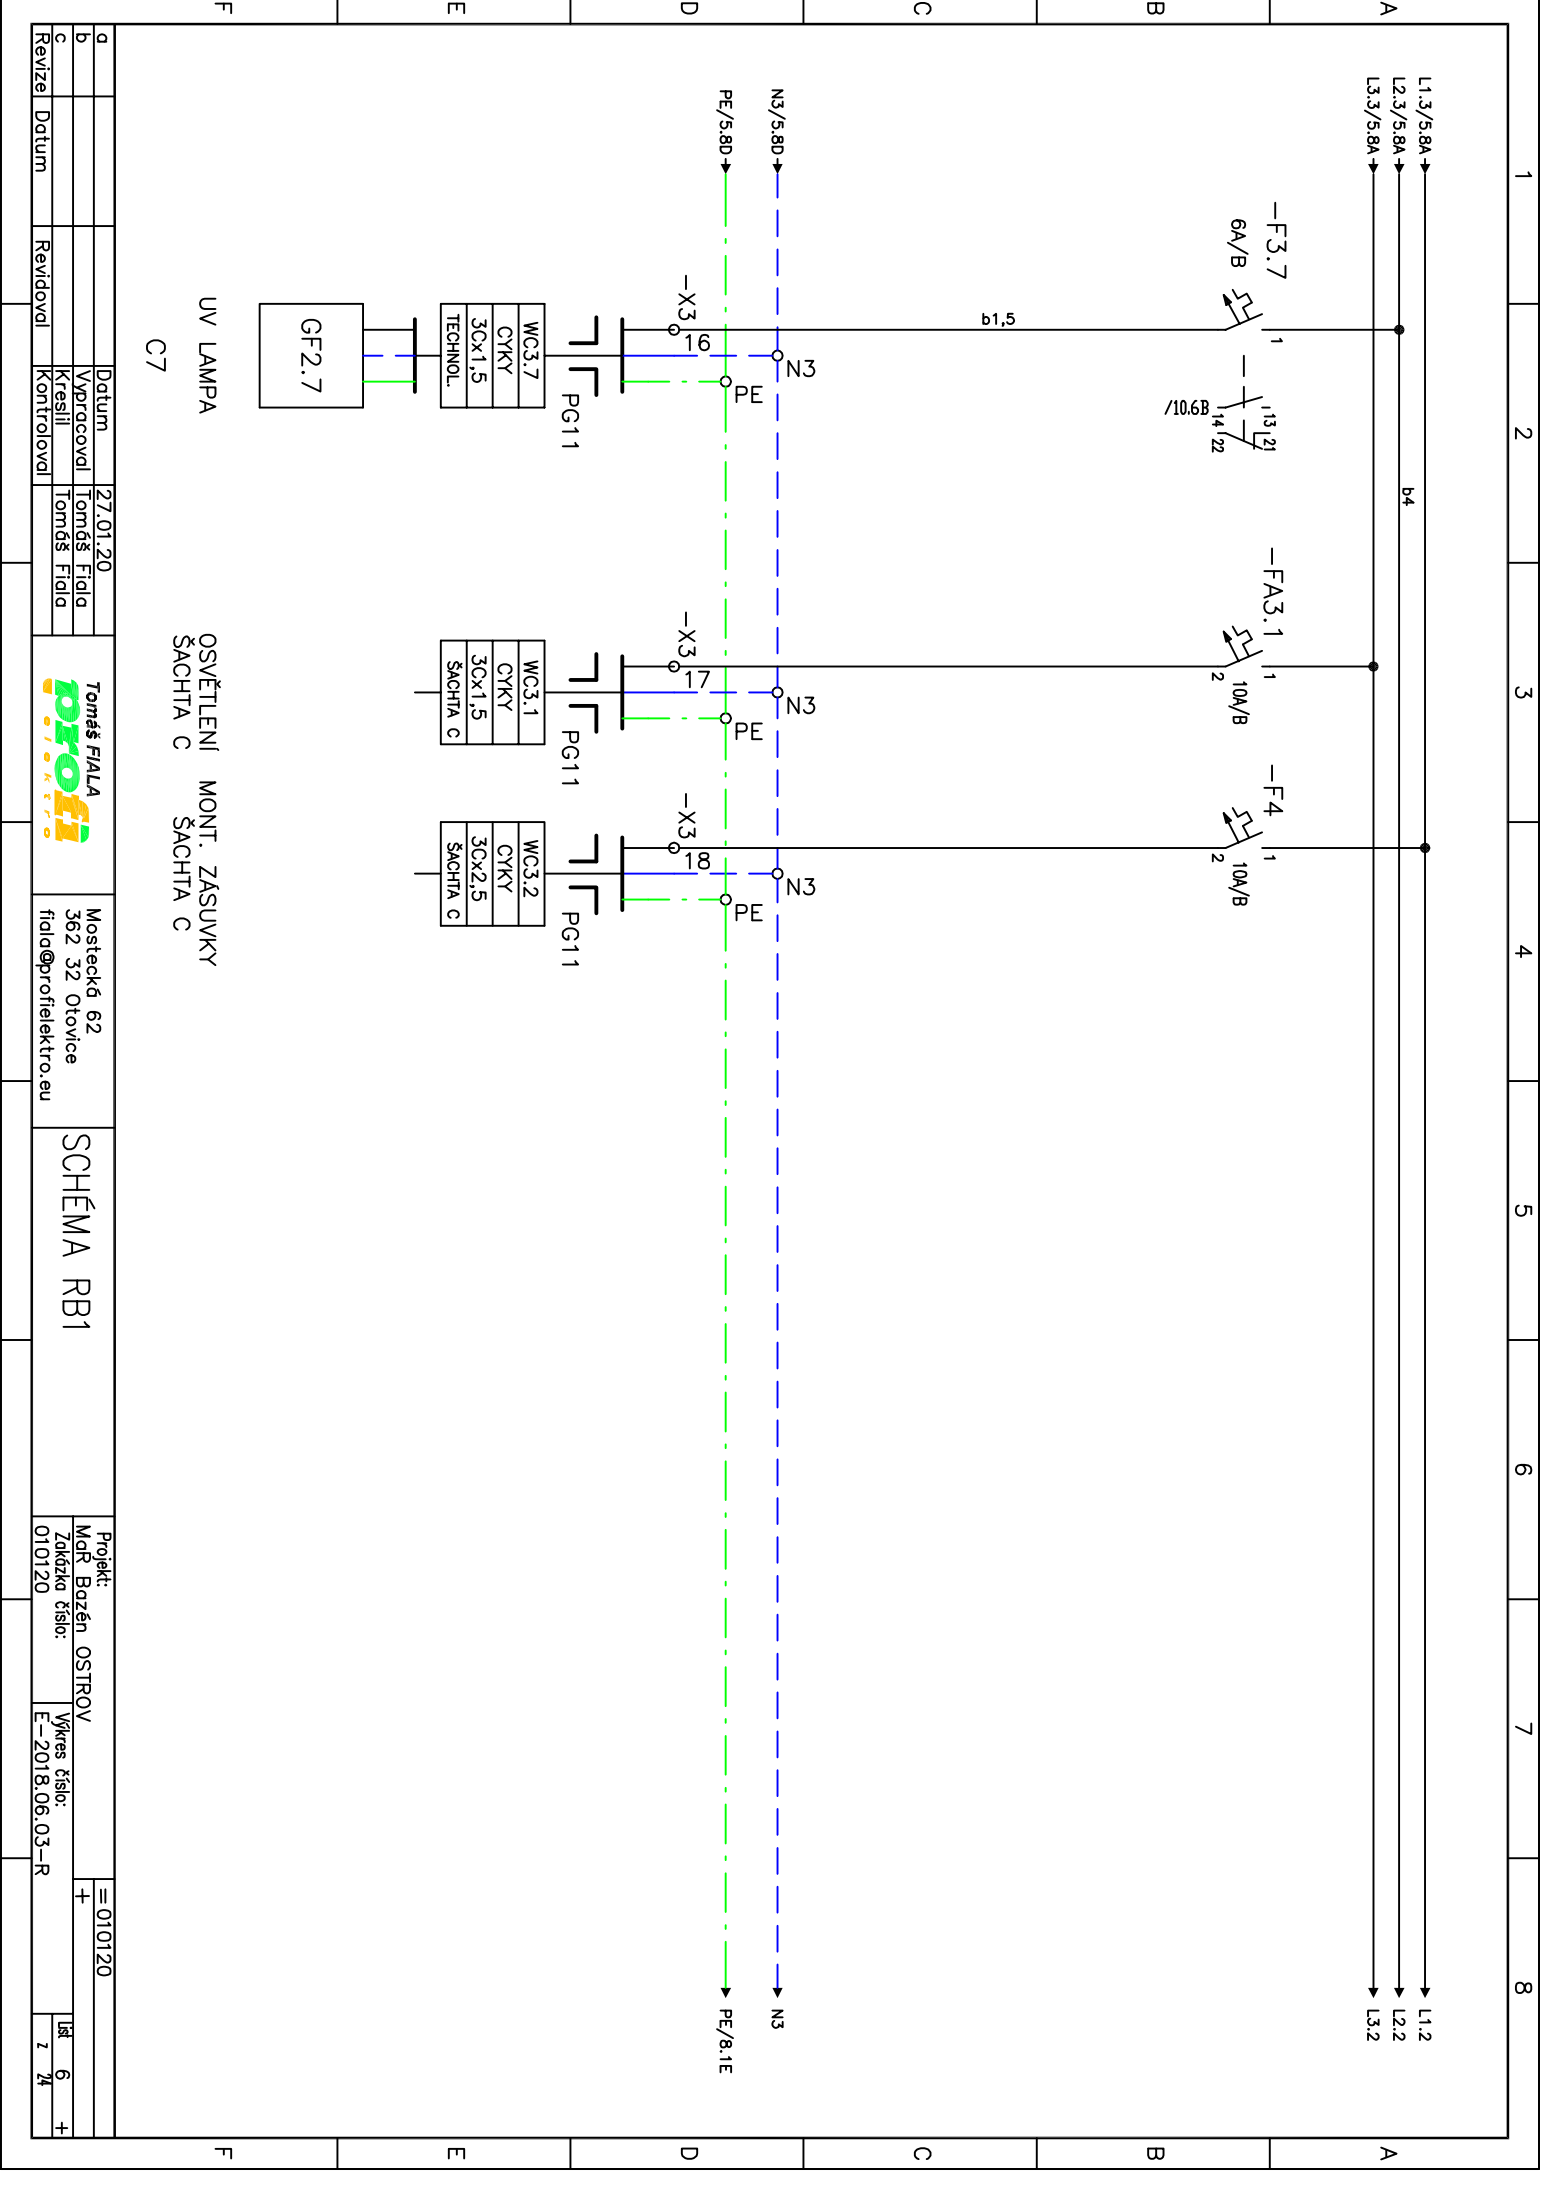 1 2 3 4 5 6 7 8
A
B
C
D
E
F
A
B
C
D
E
F
L1.3/5.8A
L2.3/5.8A
L3.3/5.8A
L1.2
L2.2
L3.2
b4
-F3.7
6A/B
1
13 21
14 22
/10.6B
-FA3.1
1
10A/B
2
-F4
1
10A/B
2
b1,5
N3/5.8D
N3
PE/5.8D
PE/8.1E
N3
PE
-X3
16
N3
PE
-X3
17
N3
PE
-X3
18
PG11
PG11
PG11
WC3.7
CYKY
3Cx1,5
TECHNOL.
WC3.1
CYKY
3Cx1,5
ŠACHTA C
WC3.2
CYKY
3Cx2,5
ŠACHTA C
GF2.7
UV LAMPA
C7
OSVĚTLENÍ
ŠACHTA C
MONT. ZÁSUVKY
ŠACHTA C
a
b
c
Revize Datum Revidoval
Datum 27.01.20
Vypracoval Tomáš Fiala
Kreslil Tomáš Fiala
Kontroloval
Tomáš FIALA
profi
elektro
Mostecká 62
362 32 Otovice
fiala@profielektro.eu
SCHÉMA RB1
Projekt:
MaR Bazén OSTROV
Zakázka číslo:
010120
Výkres číslo:
E-2018.06.03-R
=010120
+
List 6 +
z 24